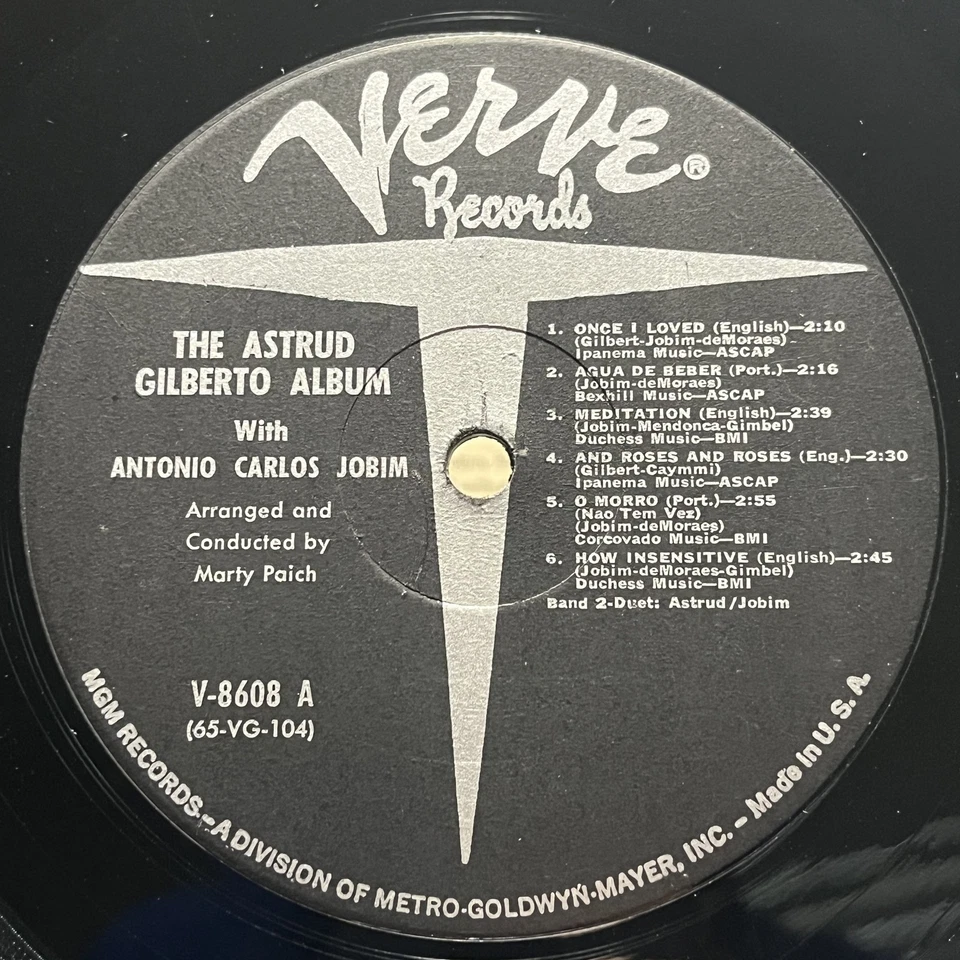 Verve®
Records
THE ASTRUD
GILBERTO ALBUM
With
ANTONIO CARLOS JOBIM
Arranged and
Conducted by
Marty Paich
V-8608 A
(65-VG-104)
1. ONCE I LOVED (English)—2:10
(Gilbert-Jobim-deMoraes)
Ipanema Music—ASCAP
2. AGUA DE BEBER (Port.)—2:16
(Jobim-deMoraes)
Bexhill Music—ASCAP
3. MEDITATION (English)—2:39
(Jobim-Mendonca-Gimbel)
Duchess Music—BMI
4. AND ROSES AND ROSES (Eng.)—2:30
(Gilbert-Caymmi)
Ipanema Music—ASCAP
5. O MORRO (Port.)—2:55
(Nao Tem Vez)
(Jobim-deMoraes)
Corcovado Music—BMI
6. HOW INSENSITIVE (English)—2:45
(Jobim-deMoraes-Gimbel)
Duchess Music—BMI
Band 2-Duet: Astrud/Jobim
MGM RECORDS-A DIVISION OF METRO-GOLDWYN-MAYER, INC. - Made in U. S. A.